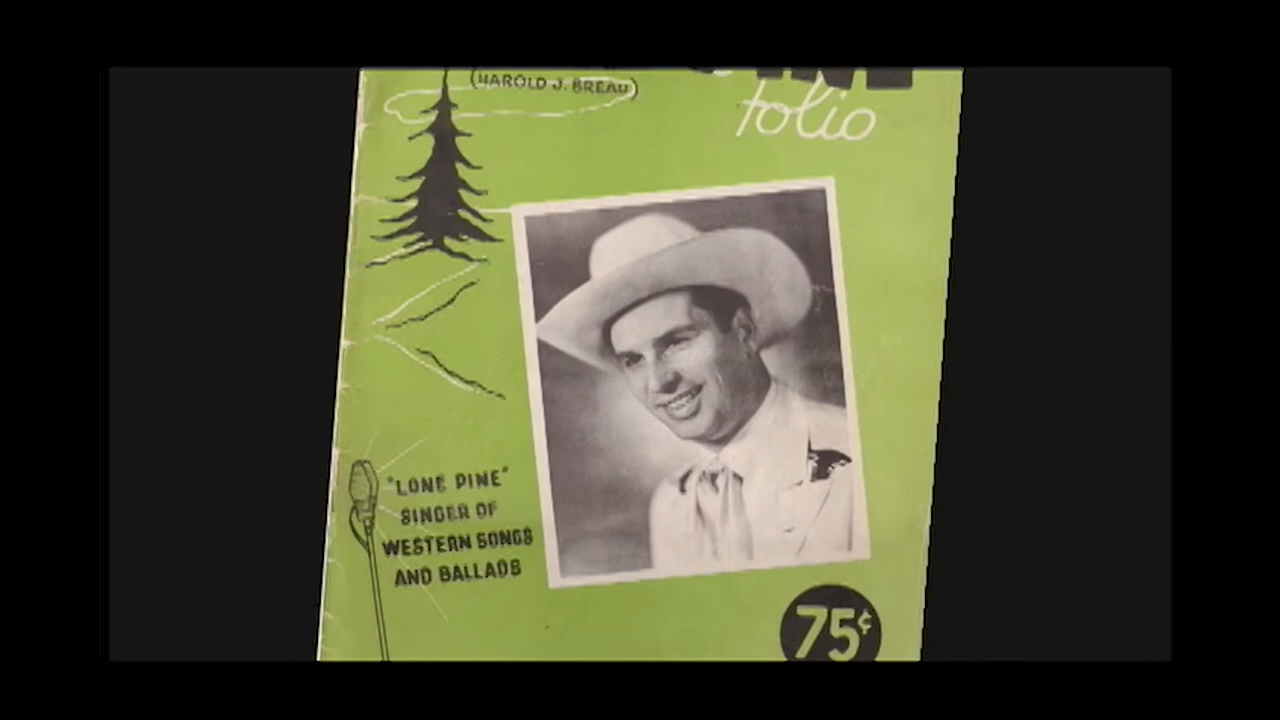 (HAROLD J. BREAU)
folio
"LONE PINE"
SINGER OF
WESTERN SONGS
AND BALLADS
75¢